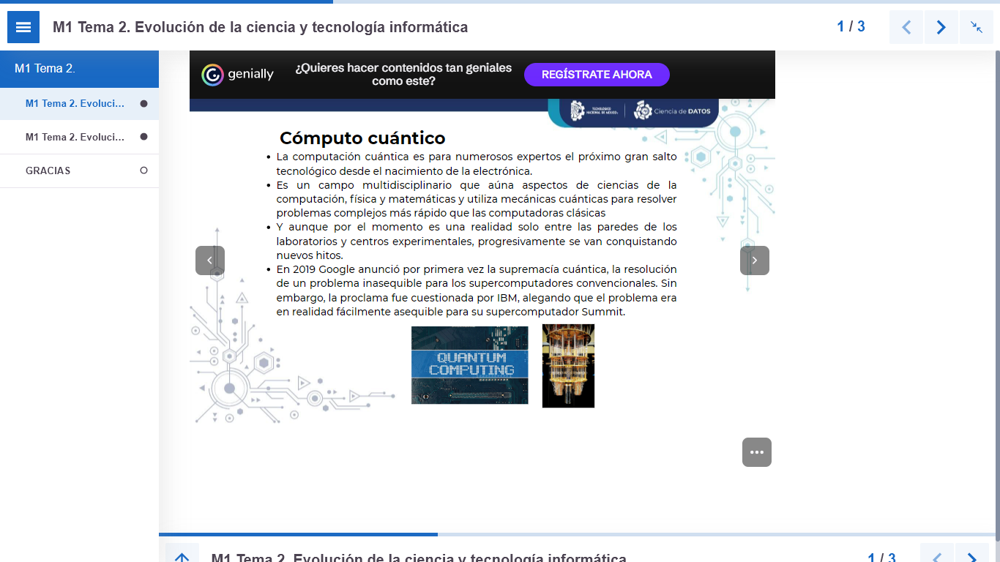 M1 Tema 2. Evolución de la ciencia y tecnología informática
1 / 3
M1 Tema 2.
M1 Tema 2. Evoluci...
M1 Tema 2. Evoluci...
GRACIAS
genially
¿Quieres hacer contenidos tan geniales
como este?
REGÍSTRATE AHORA
TECNOLÓGICO
NACIONAL DE MÉXICO
Ciencia de DATOS
Cómputo cuántico
• La computación cuántica es para numerosos expertos el próximo gran salto
tecnológico desde el nacimiento de la electrónica.
• Es un campo multidisciplinario que aúna aspectos de ciencias de la
computación, física y matemáticas y utiliza mecánicas cuánticas para resolver
problemas complejos más rápido que las computadoras clásicas
• Y aunque por el momento es una realidad solo entre las paredes de los
laboratorios y centros experimentales, progresivamente se van conquistando
nuevos hitos.
• En 2019 Google anunció por primera vez la supremacía cuántica, la resolución
de un problema inasequible para los supercomputadores convencionales. Sin
embargo, la proclama fue cuestionada por IBM, alegando que el problema era
en realidad fácilmente asequible para su supercomputador Summit.
QUANTUM
COMPUTING
M1 Tema 2. Evolución de la ciencia y tecnología informática
1 / 3